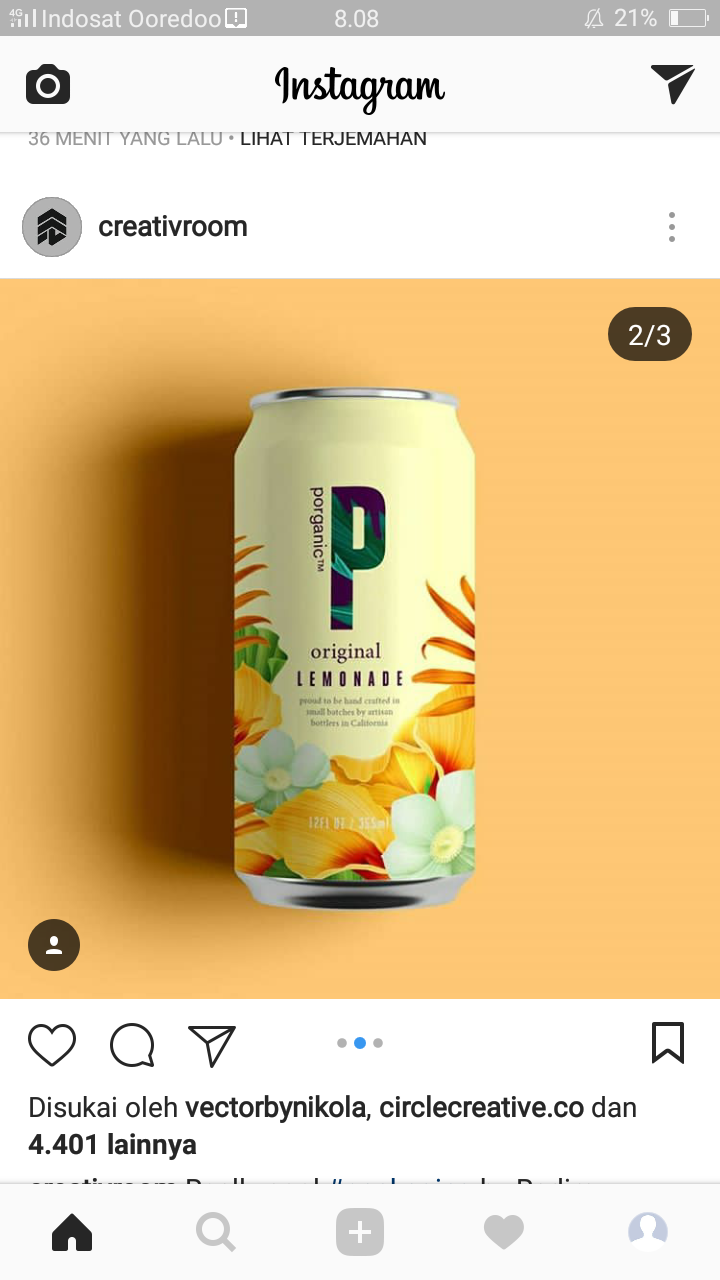 4G Indosat Ooredoo 8.08 21%
Instagram
36 MENIT YANG LALU • LIHAT TERJEMAHAN
creativroom
2/3
porganic™
P
original
LEMONADE
proud to be hand crafted in
small batches by artisan
bottlers in California
Disukai oleh vectorbynikola, circlecreative.co dan
4.401 lainnya
creativroom